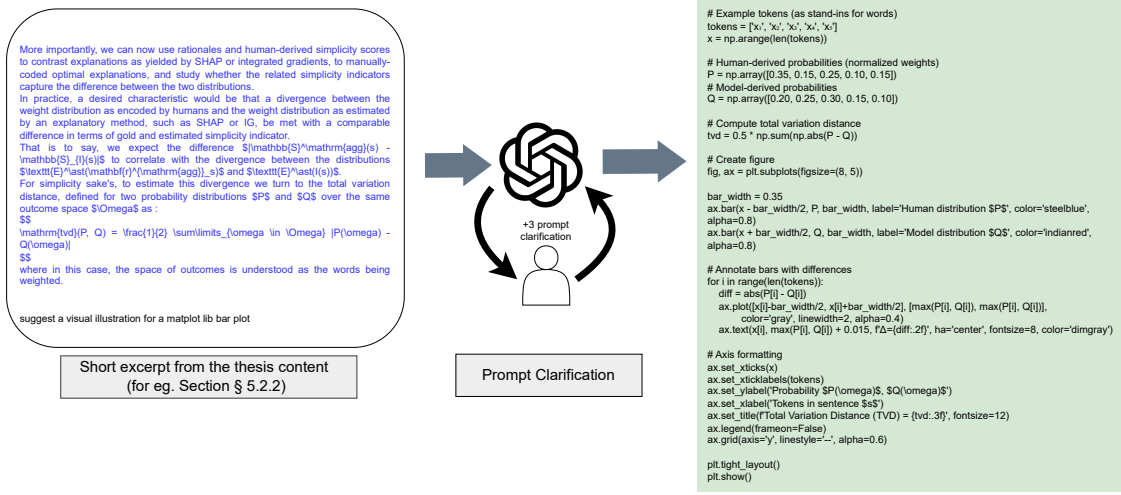 More importantly, we can now use rationales and human-derived simplicity scores
to contrast explanations as yielded by SHAP or integrated gradients, to manually-
coded optimal explanations, and study whether the related simplicity indicators
capture the difference between the two distributions.
In practice, a desired characteristic would be that a divergence between the
weight distribution as encoded by humans and the weight distribution as estimated
by an explanatory method, such as SHAP or IG, be met with a comparable
difference in terms of gold and estimated simplicity indicator.
That is to say, we expect the difference $|\mathbb{S}^\mathrm{agg}(s) -
\mathbb{S}_{I}(s)|$ to correlate with the divergence between the distributions
$\texttt{E}^\ast(\mathbf{r}^{\mathrm{agg}}_s)$ and $\texttt{E}^\ast(I(s))$.
For simplicity sake's, to estimate this divergence we turn to the total variation
distance, defined for two probability distributions $P$ and $Q$ over the same
outcome space $\Omega$ as :
$$
\mathrm{tvd}(P, Q) = \frac{1}{2} \sum\limits_{\omega \in \Omega} |P(\omega) -
Q(\omega)|
$$
where in this case, the space of outcomes is understood as the words being
weighted.
suggest a visual illustration for a matplot lib bar plot
Short excerpt from the thesis content
(for eg. Section § 5.2.2)
+3 prompt
clarification
Prompt Clarification
# Example tokens (as stand-ins for words)
tokens = ['x₁', 'x₂', 'x₃', 'x₄', 'x₅']
x = np.arange(len(tokens))
# Human-derived probabilities (normalized weights)
P = np.array([0.35, 0.15, 0.25, 0.10, 0.15])
# Model-derived probabilities
Q = np.array([0.20, 0.25, 0.30, 0.15, 0.10])
# Compute total variation distance
tvd = 0.5 * np.sum(np.abs(P - Q))
# Create figure
fig, ax = plt.subplots(figsize=(8, 5))
bar_width = 0.35
ax.bar(x - bar_width/2, P, bar_width, label='Human distribution $P$', color='steelblue',
alpha=0.8)
ax.bar(x + bar_width/2, Q, bar_width, label='Model distribution $Q$', color='indianred',
alpha=0.8)
# Annotate bars with differences
for i in range(len(tokens)):
diff = abs(P[i] - Q[i])
ax.plot([x[i]-bar_width/2, x[i]+bar_width/2], [max(P[i], Q[i]), max(P[i], Q[i])],
color='gray', linewidth=2, alpha=0.4)
ax.text(x[i], max(P[i], Q[i]) + 0.015, f'Δ={diff:.2f}', ha='center', fontsize=8, color='dimgray')
# Axis formatting
ax.set_xticks(x)
ax.set_xticklabels(tokens)
ax.set_ylabel('Probability $P(\omega)$, $Q(\omega)$')
ax.set_xlabel('Tokens in sentence $s$')
ax.set_title(f'Total Variation Distance (TVD) = {tvd:.3f}', fontsize=12)
ax.legend(frameon=False)
ax.grid(axis='y', linestyle='--', alpha=0.6)
plt.tight_layout()
plt.show()